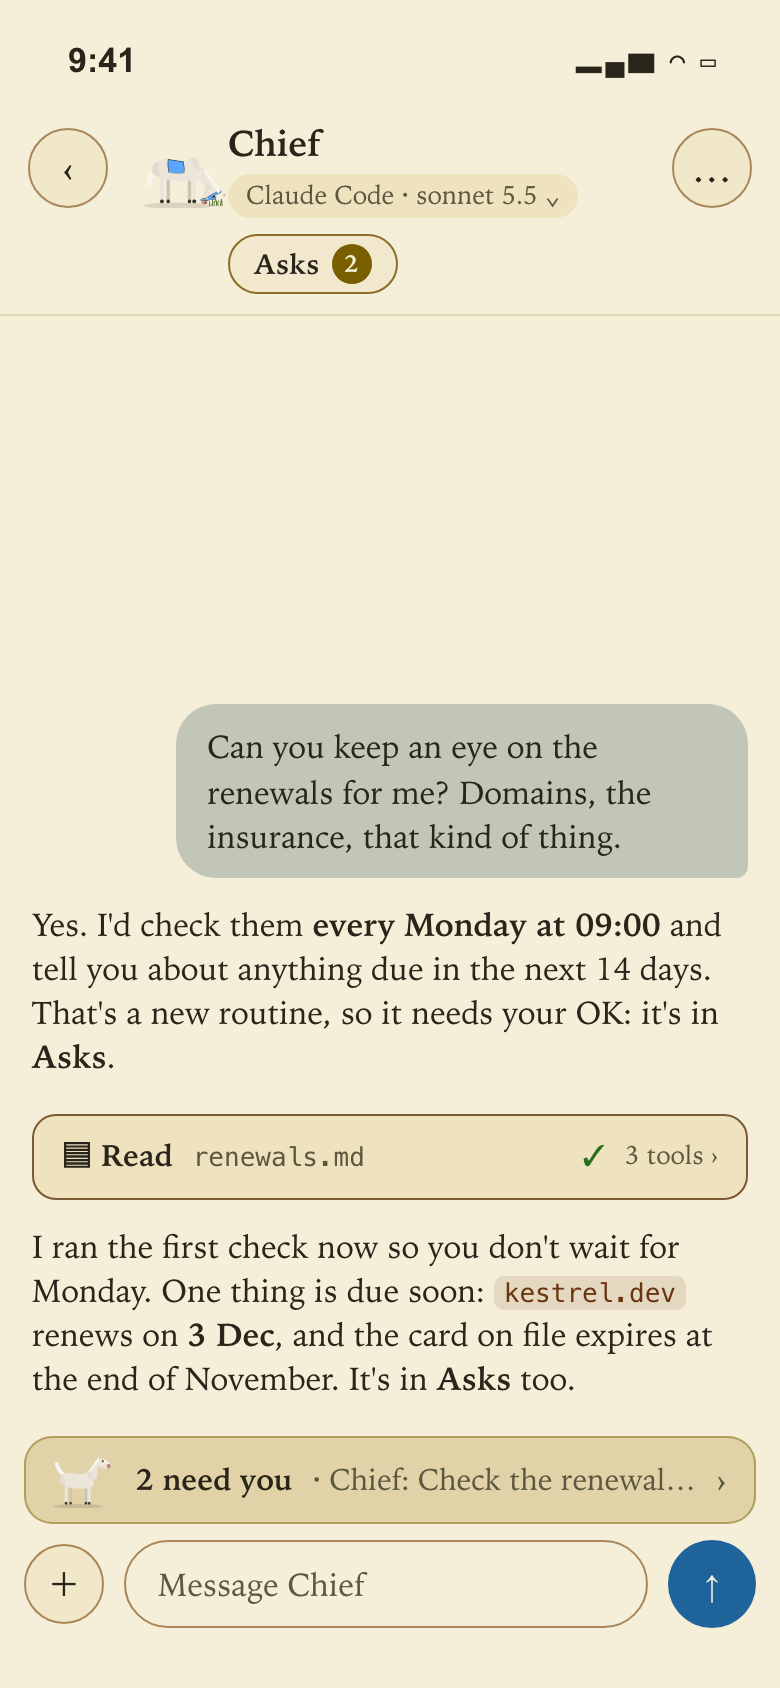 9:41
Chief
Claude Code · sonnet 5.5
Asks 2
Can you keep an eye on the
renewals for me? Domains, the
insurance, that kind of thing.
Yes. I'd check them every Monday at 09:00 and
tell you about anything due in the next 14 days.
That's a new routine, so it needs your OK: it's in
Asks.
Read renewals.md ✓ 3 tools ›
I ran the first check now so you don't wait for
Monday. One thing is due soon: kestrel.dev
renews on 3 Dec, and the card on file expires at
the end of November. It's in Asks too.
2 need you · Chief: Check the renewal… ›
Message Chief